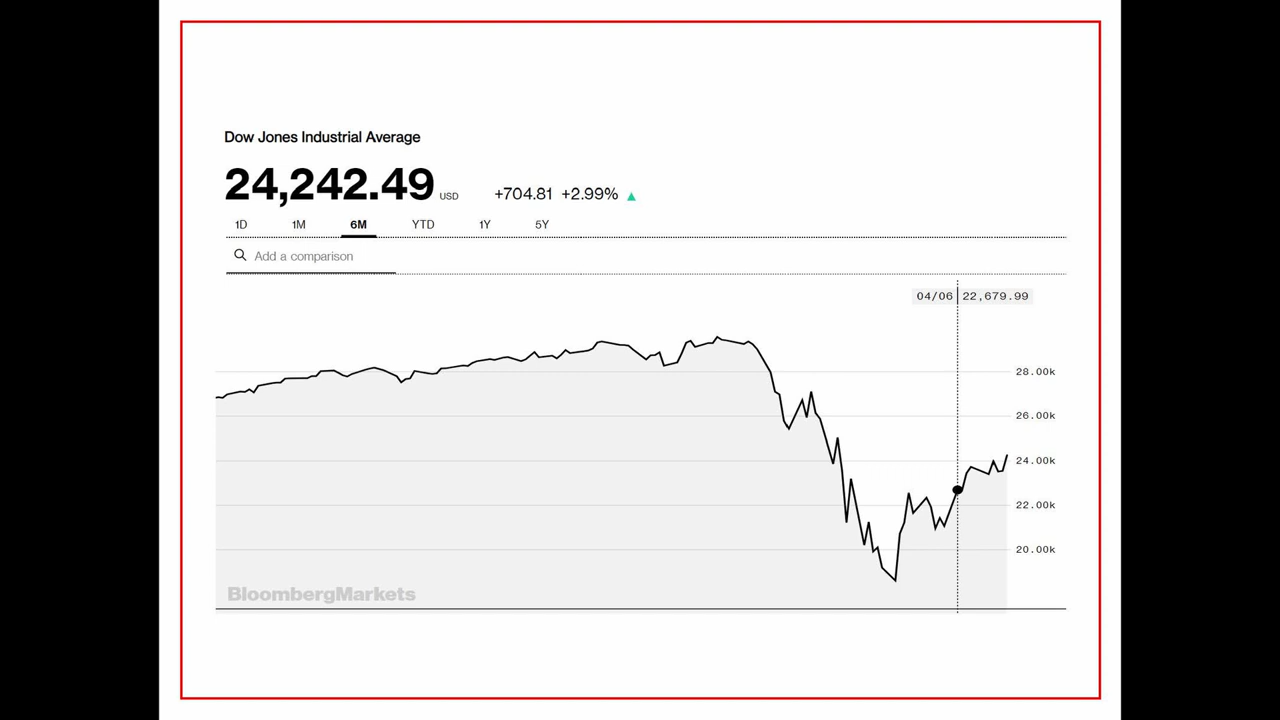 Dow Jones Industrial Average
24,242.49 USD +704.81 +2.99%
1D 1M 6M YTD 1Y 5Y
Add a comparison
04/06 22,679.99
28.00k
26.00k
24.00k
22.00k
20.00k
BloombergMarkets